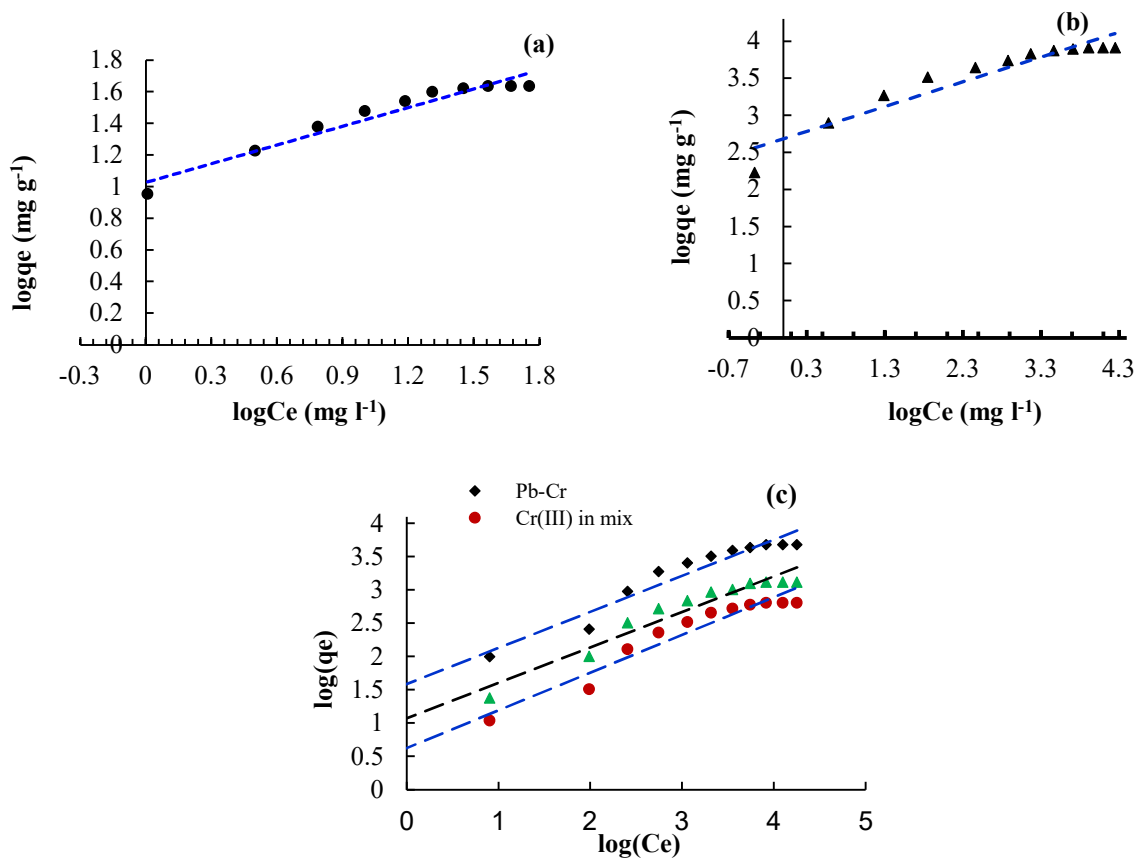 (a)
1.8
1.6
1.4
1.2
1
0.8
0.6
0.4
0.2
0
-0.3 0 0.3 0.6 0.9 1.2 1.5 1.8
logqe (mg g-1)
logCe (mg l-1)
(b)
4
3.5
3
2.5
2
1.5
1
0.5
0
-0.7 0.3 1.3 2.3 3.3 4.3
logqe (mg g-1)
logCe (mg l-1)
(c)
Pb-Cr
Cr(III) in mix
4
3.5
3
2.5
2
1.5
1
0.5
0
0 1 2 3 4 5
log(qe)
log(Ce)